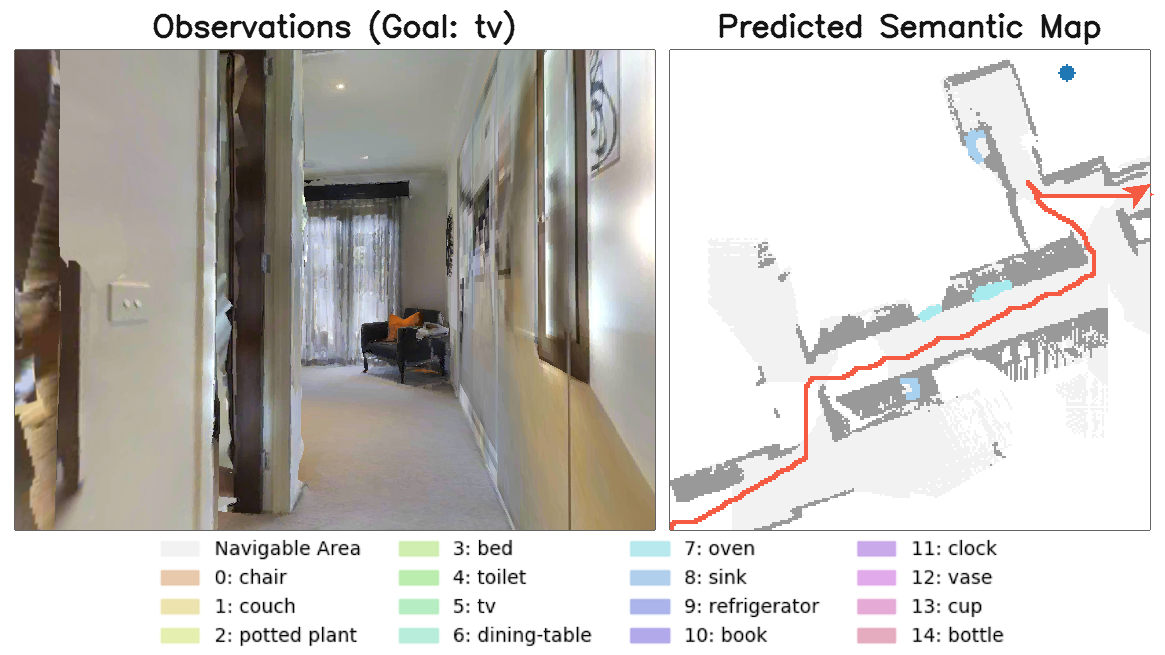 Observations (Goal: tv)
Predicted Semantic Map
Navigable Area
0: chair
1: couch
2: potted plant
3: bed
4: toilet
5: tv
6: dining-table
7: oven
8: sink
9: refrigerator
10: book
11: clock
12: vase
13: cup
14: bottle